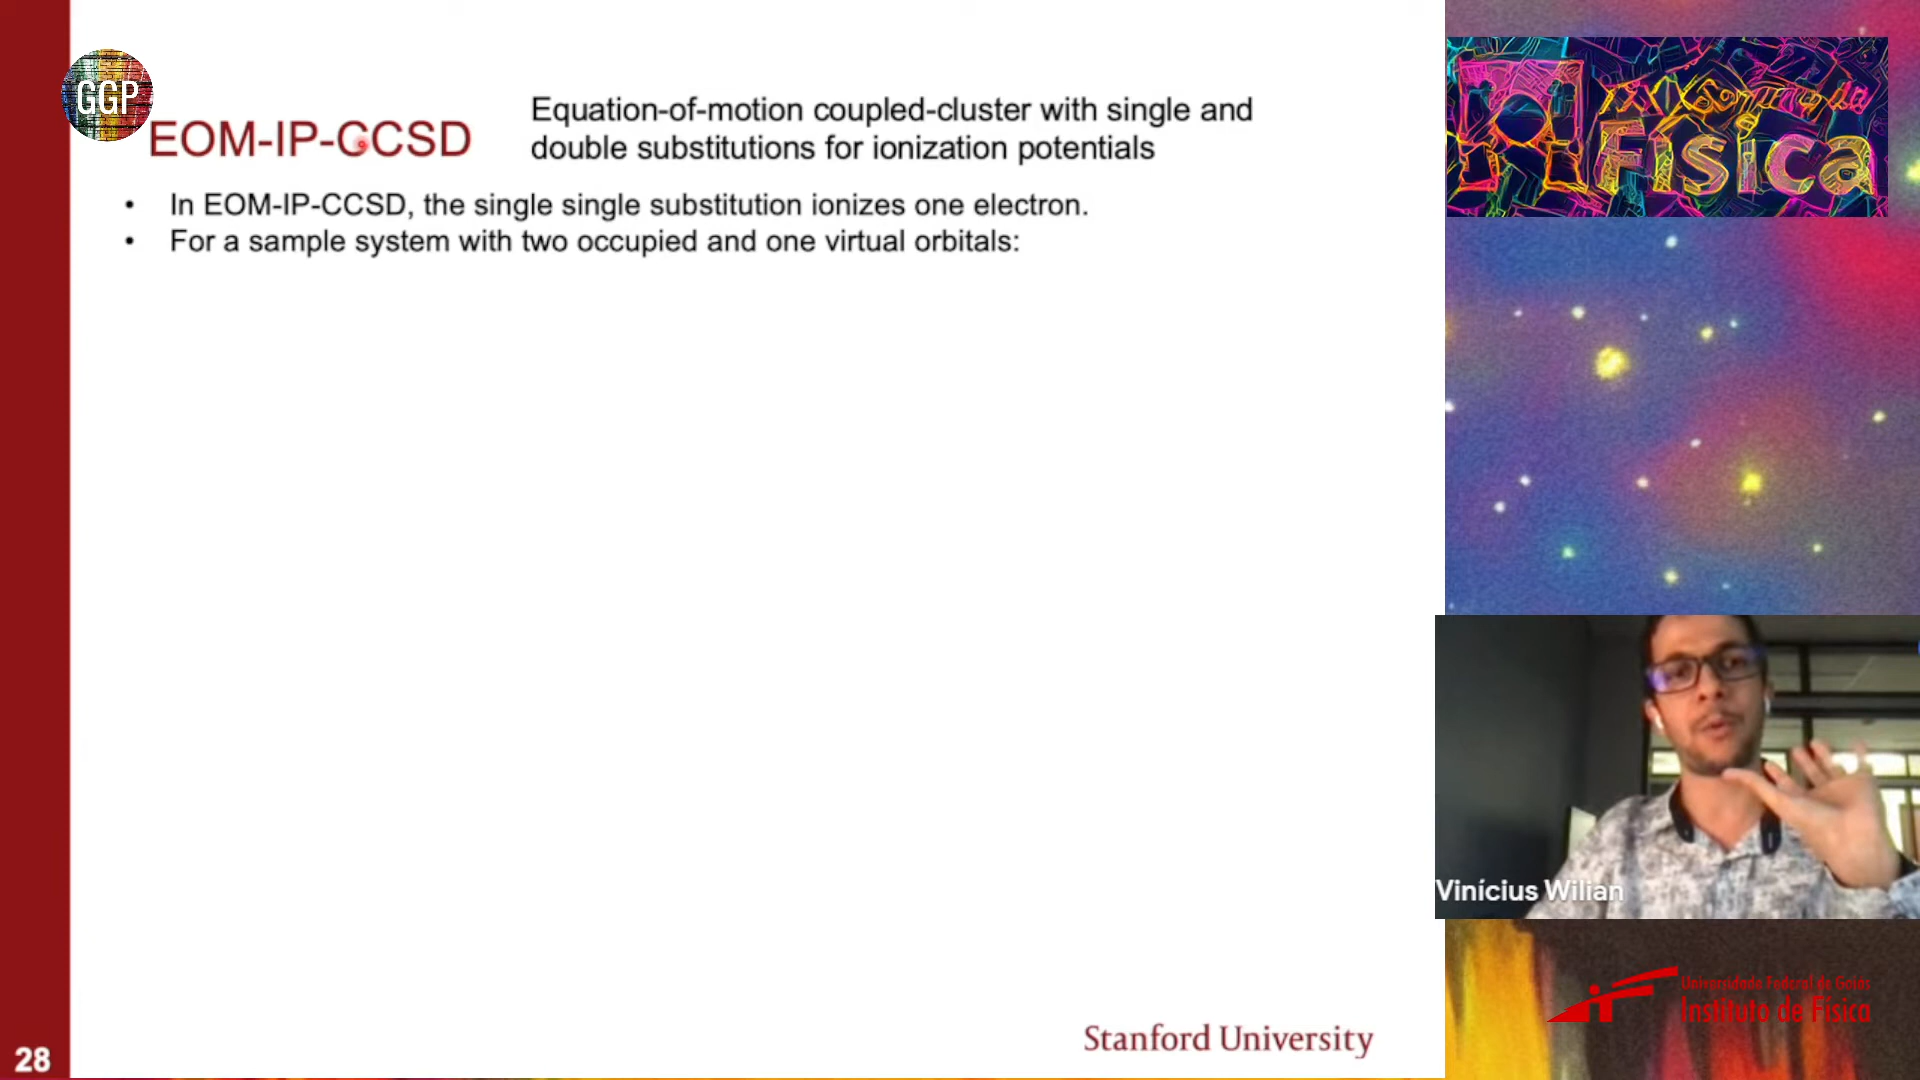 GGP
EOM-IP-CCSD
Equation-of-motion coupled-cluster with single and
double substitutions for ionization potentials
• In EOM-IP-CCSD, the single single substitution ionizes one electron.
• For a sample system with two occupied and one virtual orbitals:
Stanford University
28
Física
Vinícius Wilian
Universidade Federal de Goiás
Instituto de Física